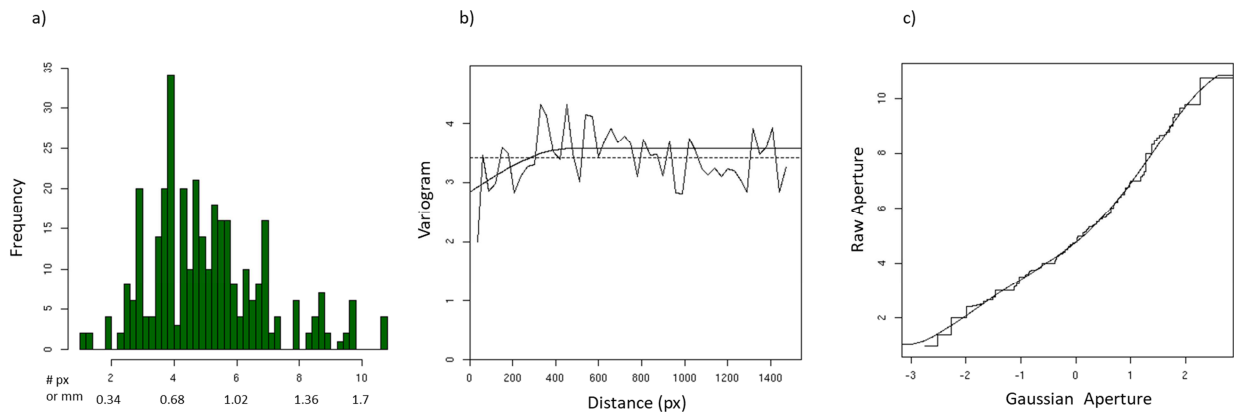 a)
b)
c)
Frequency
0
5
10
15
20
25
30
35
2 4 6 8 10
# px
or mm
0.34 0.68 1.02 1.36 1.7
Variogram
0
1
2
3
4
0 200 400 600 800 1000 1200 1400
Distance (px)
Raw Aperture
2
4
6
8
10
-3 -2 -1 0 1 2
Gaussian Aperture